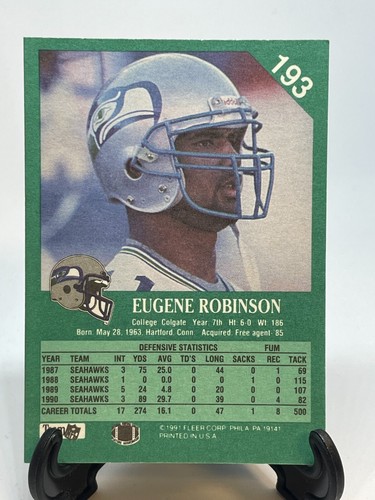 193
Riddell
EUGENE ROBINSON
College Colgate Year: 7th Ht 6-0 Wt 186
Born May 28, 1963, Hartford, Conn. Acquired: Free agent '85
DEFENSIVE STATISTICS FUM
YEAR TEAM INT YDS AVG TD'S LONG SACKS REC TACK
1987 SEAHAWKS 3 75 25.0 0 44 0 1 69
1988 SEAHAWKS 1 0 0.0 0 0 1 0 115
1989 SEAHAWKS 5 24 4.8 0 20 0 0 107
1990 SEAHAWKS 3 89 29.7 0 39 0 4 82
CAREER TOTALS 17 274 16.1 0 47 1 8 500
Team NFL
©1991 FLEER CORP. PHILA. PA 19141
PRINTED IN U.S.A.